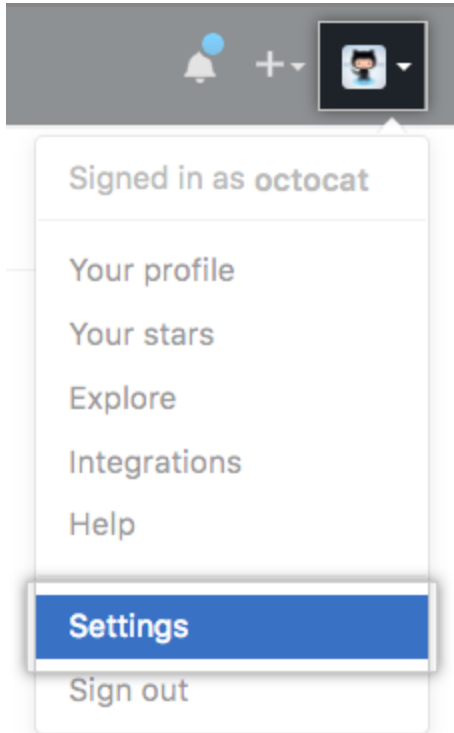 Signed in as octocat
Your profile
Your stars
Explore
Integrations
Help
Settings
Sign out